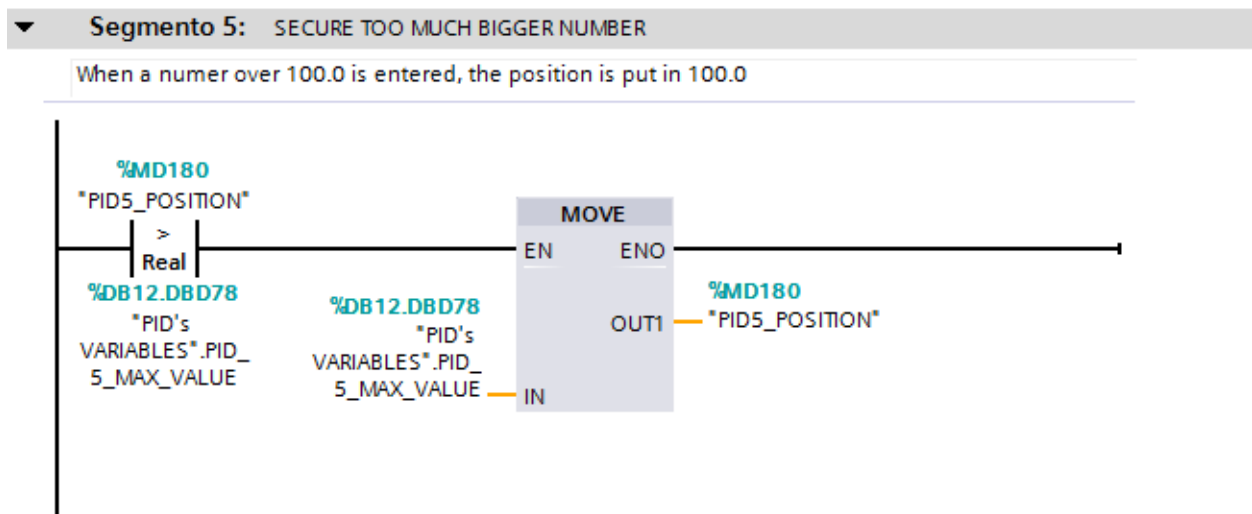 Segmento 5: SECURE TOO MUCH BIGGER NUMBER
When a numer over 100.0 is entered, the position is put in 100.0
%MD180
"PID5_POSITION"
>
Real
%DB12.DBD78
"PID's
VARIABLES".PID_
5_MAX_VALUE
%DB12.DBD78
"PID's
VARIABLES".PID_
5_MAX_VALUE
MOVE
EN ENO
OUT1
IN
%MD180
"PID5_POSITION"